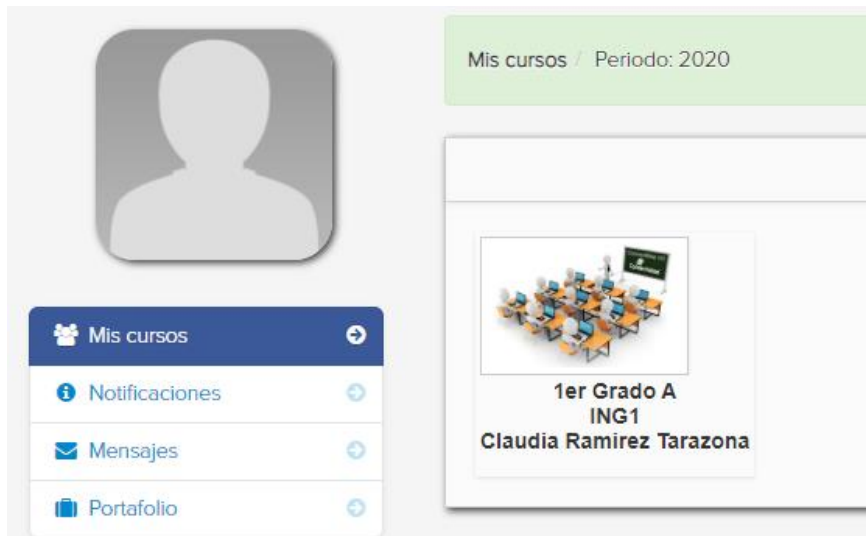 Mis cursos / Periodo: 2020
Mis cursos
Notificaciones
Mensajes
Portafolio
1er Grado A
ING1
Claudia Ramirez Tarazona